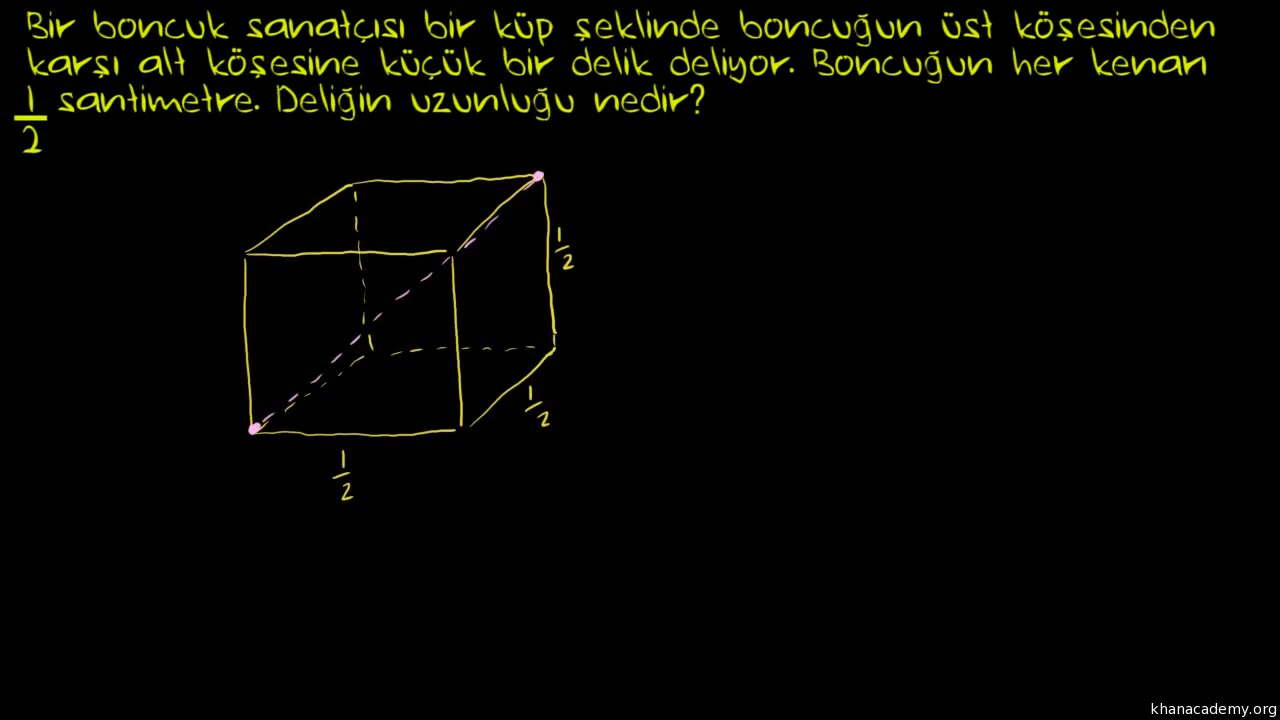 Bir boncuk sanatçısı bir küp şeklinde boncuğun üst köşesinden
karşı alt köşesine küçük bir delik deliyor. Boncuğun her kenarı
1/2 santimetre. Deliğin uzunluğu nedir?
1/2
1/2
1/2
khanacademy.org